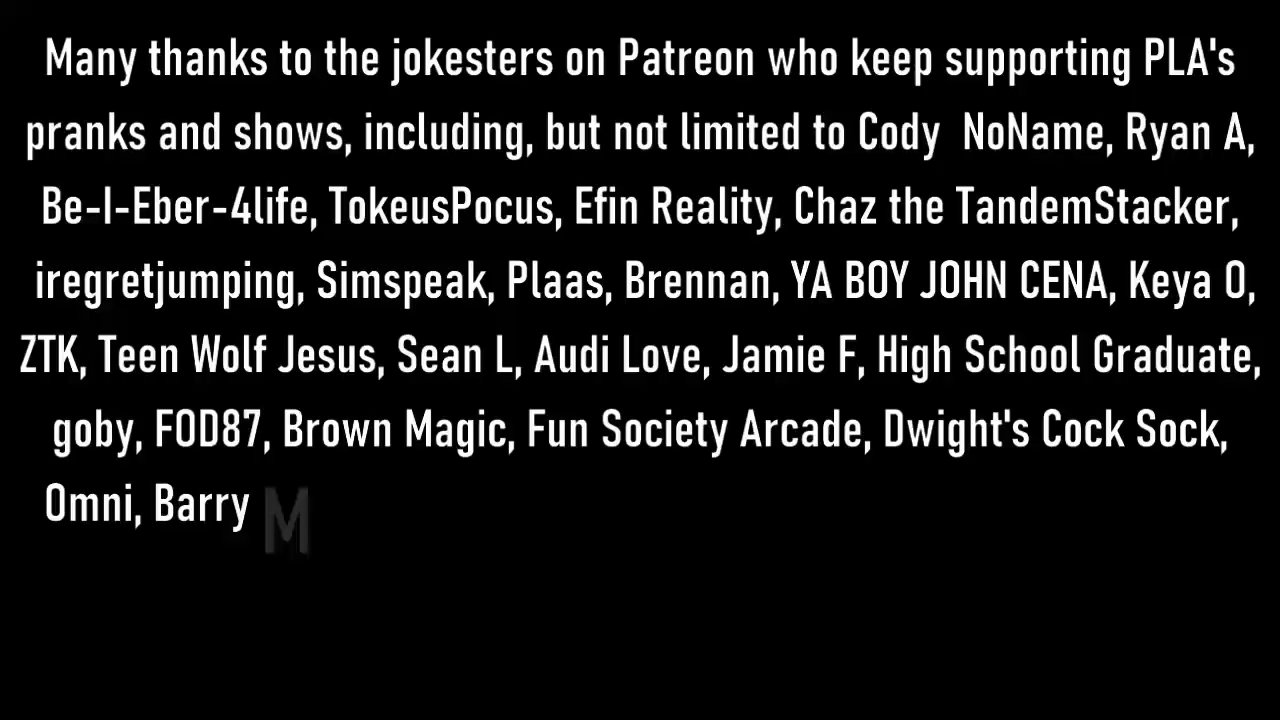 Many thanks to the jokesters on Patreon who keep supporting PLA's
pranks and shows, including, but not limited to Cody  NoName, Ryan A,
Be-I-Eber-4life, TokeusPocus, Efin Reality, Chaz the TandemStacker,
iregretjumping, Simspeak, Plaas, Brennan, YA BOY JOHN CENA, Keya O,
ZTK, Teen Wolf Jesus, Sean L, Audi Love, Jamie F, High School Graduate,
goby, FOD87, Brown Magic, Fun Society Arcade, Dwight's Cock Sock,
Omni, Barry M